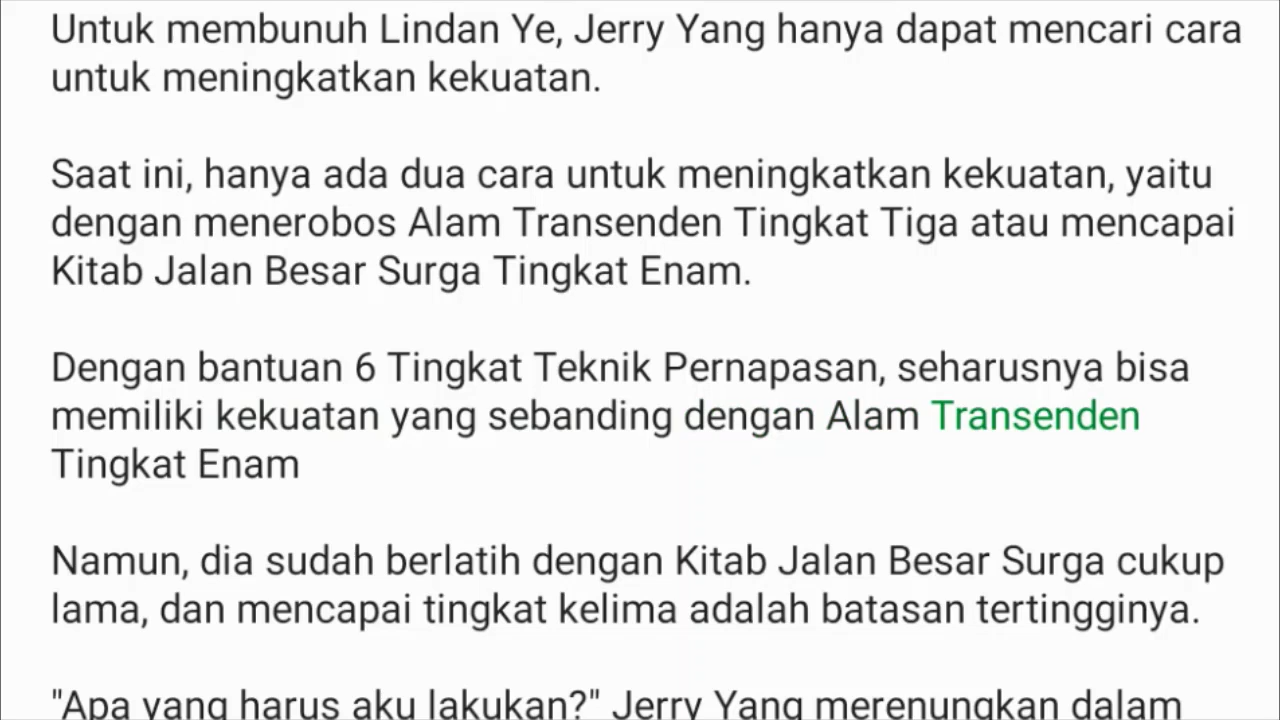 Untuk membunuh Lindan Ye, Jerry Yang hanya dapat mencari cara
untuk meningkatkan kekuatan.
Saat ini, hanya ada dua cara untuk meningkatkan kekuatan, yaitu
dengan menerobos Alam Transenden Tingkat Tiga atau mencapai
Kitab Jalan Besar Surga Tingkat Enam.
Dengan bantuan 6 Tingkat Teknik Pernapasan, seharusnya bisa
memiliki kekuatan yang sebanding dengan Alam Transenden
Tingkat Enam
Namun, dia sudah berlatih dengan Kitab Jalan Besar Surga cukup
lama, dan mencapai tingkat kelima adalah batasan tertingginya.
"Apa yang harus aku lakukan?" Jerry Yang merenungkan dalam